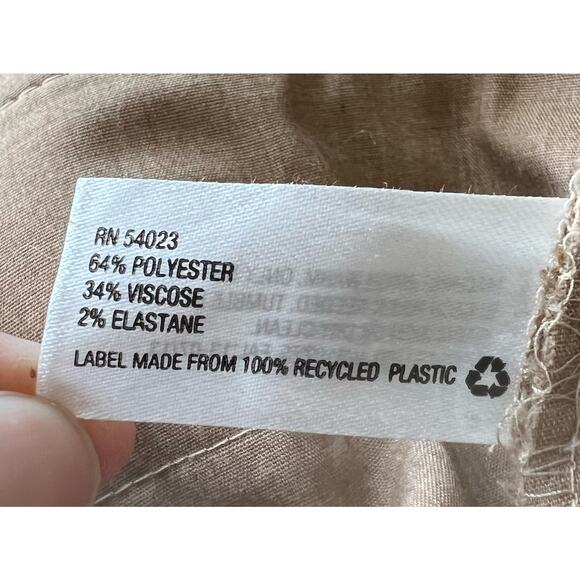 RN 54023
64% POLYESTER
34% VISCOSE
2% ELASTANE
LABEL MADE FROM 100% RECYCLED PLASTIC